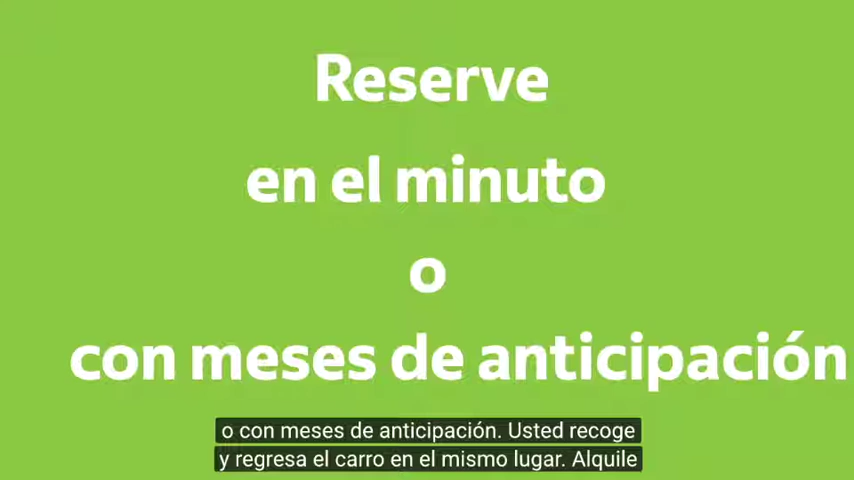 Reserve
en el minuto
o
con meses de anticipación
o con meses de anticipación. Usted recoge
y regresa el carro en el mismo lugar. Alquile